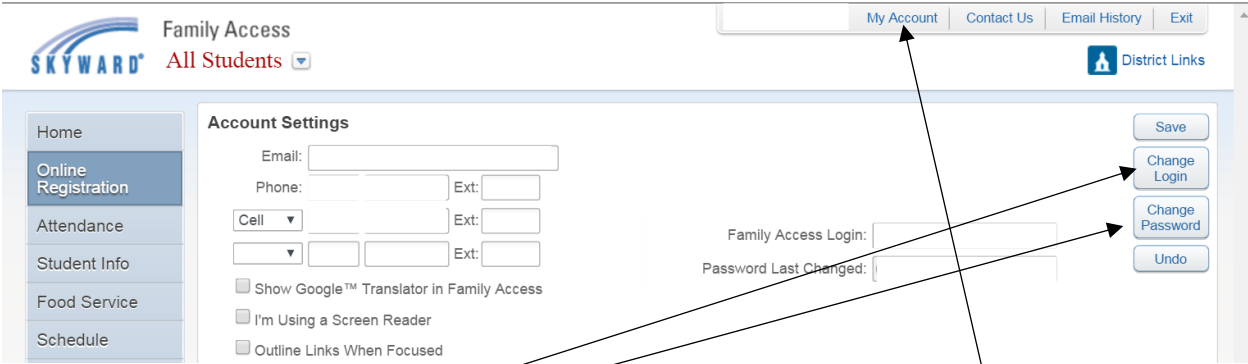 Family Access
My Account Contact Us Email History Exit
SKYWARD®
All Students
District Links
Home
Online
Registration
Attendance
Student Info
Food Service
Schedule
Account Settings
Email:
Phone: Ext:
Cell Ext:
Ext:
Show Google™ Translator in Family Access
I'm Using a Screen Reader
Outline Links When Focused
Family Access Login:
Password Last Changed:
Save
Change
Login
Change
Password
Undo